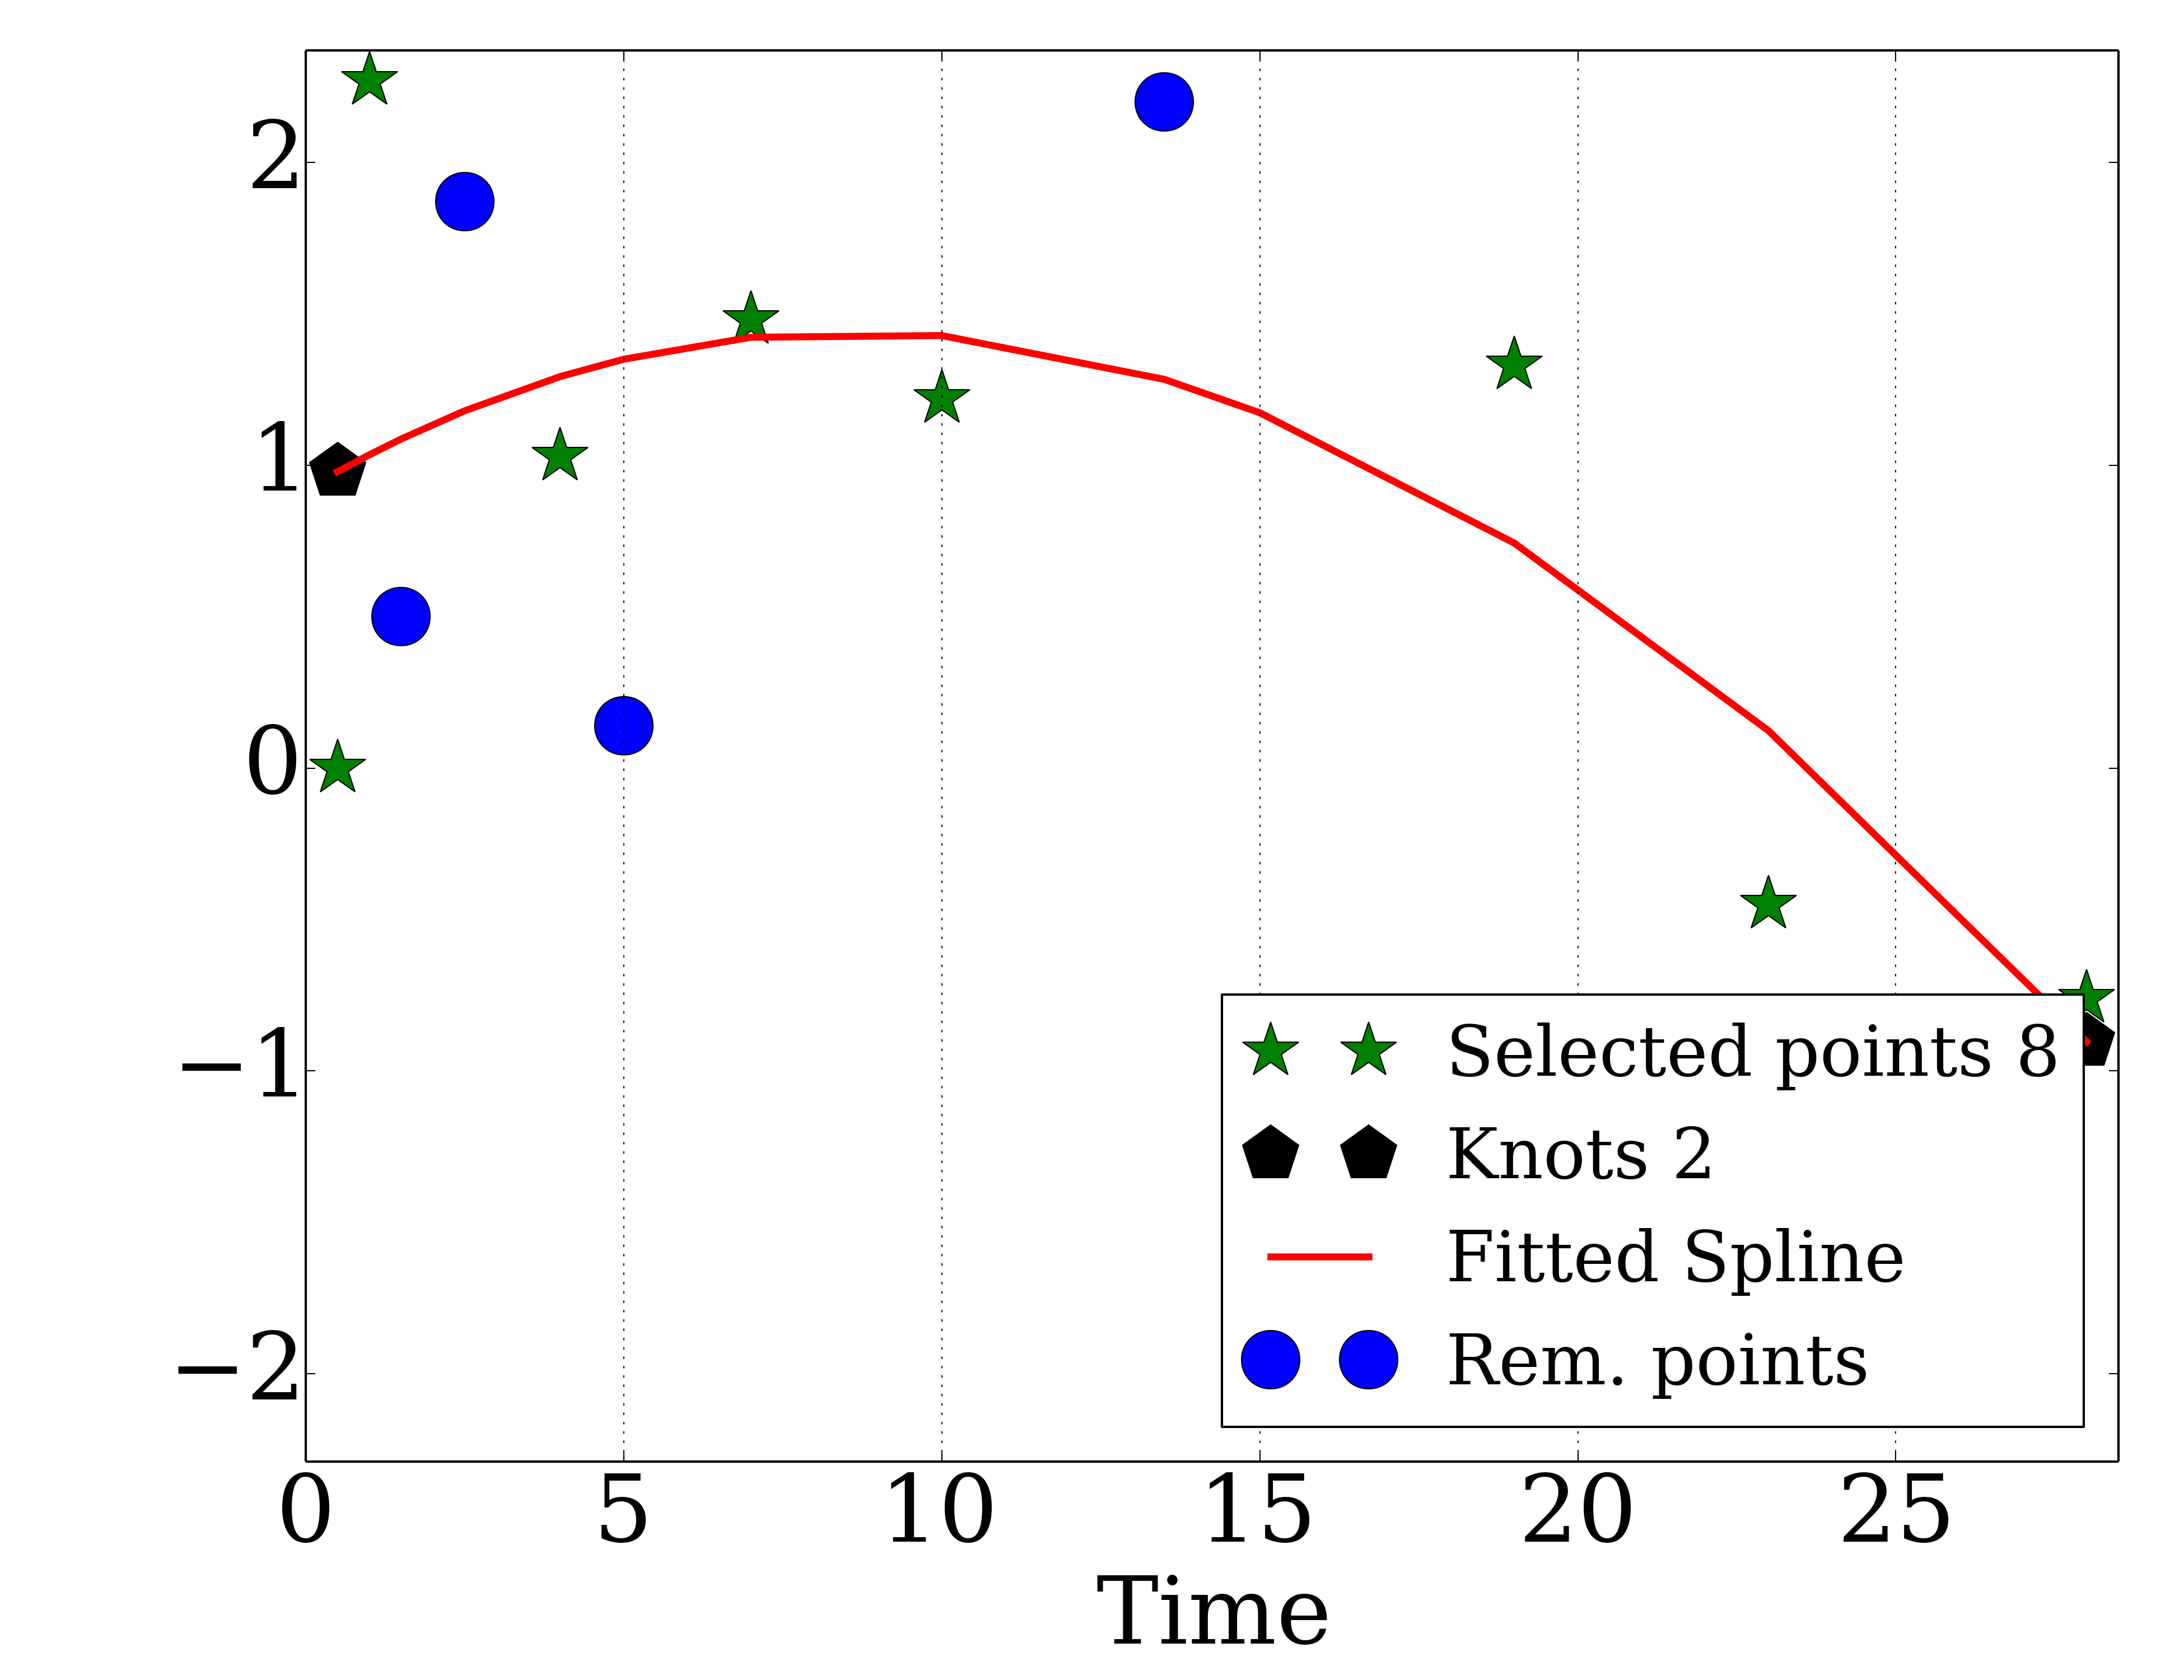 2
1
0
−1
−2
0 5 10 15 20 25
Time
Selected points 8
Knots 2
Fitted Spline
Rem. points